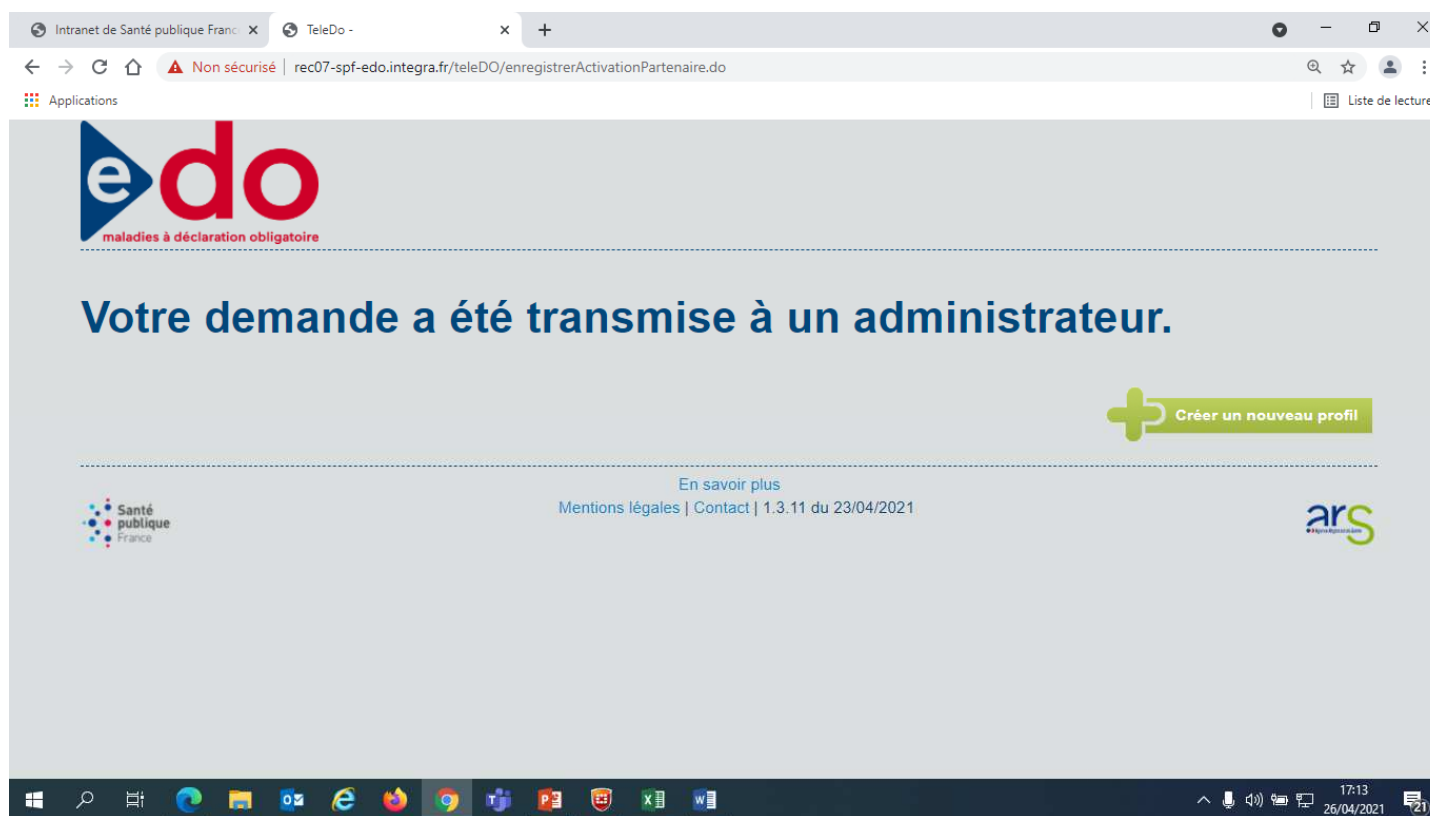 Intranet de Santé publique Franc
TeleDo -
Non sécurisé | rec07-spf-edo.integra.fr/teleDO/enregistrerActivationPartenaire.do
Applications
Liste de lecture
e do
maladies à déclaration obligatoire
Votre demande a été transmise à un administrateur.
Créer un nouveau profil
En savoir plus
Mentions légales | Contact | 1.3.11 du 23/04/2021
Santé
publique
France
ars
17:13
26/04/2021
21